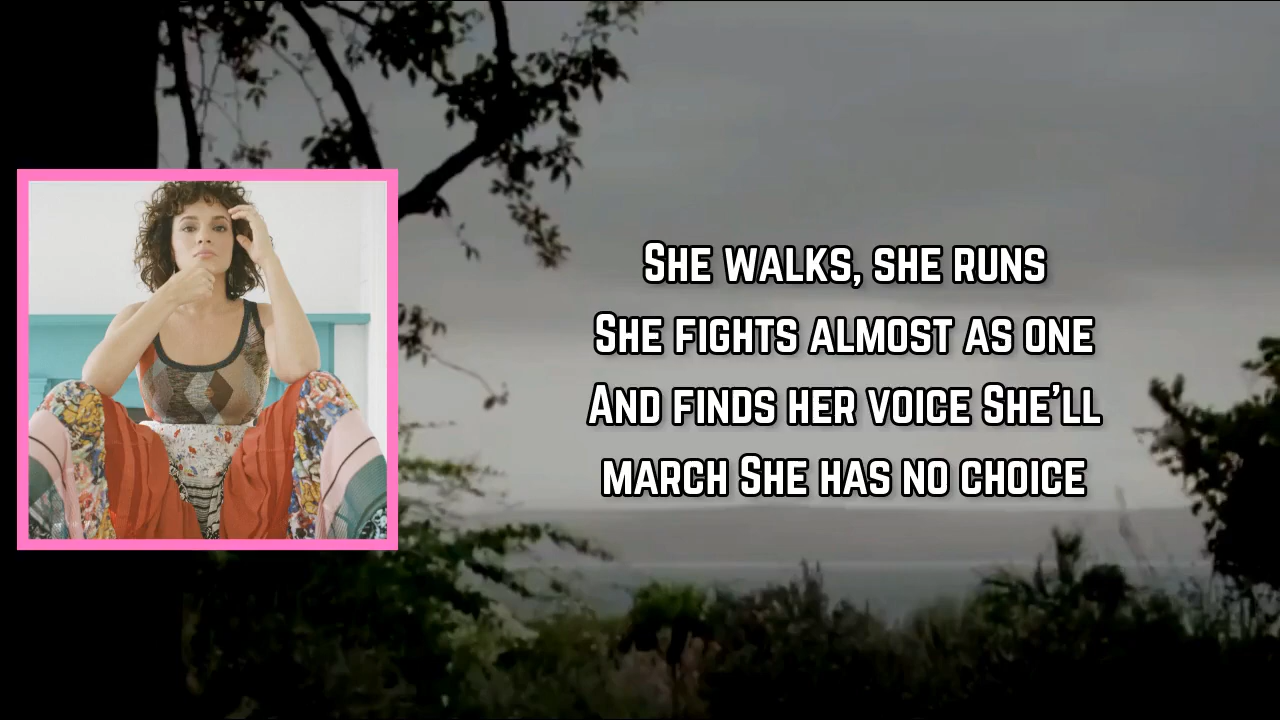 She walks, she runs
She fights almost as one
And finds her voice She'll
march She has no choice